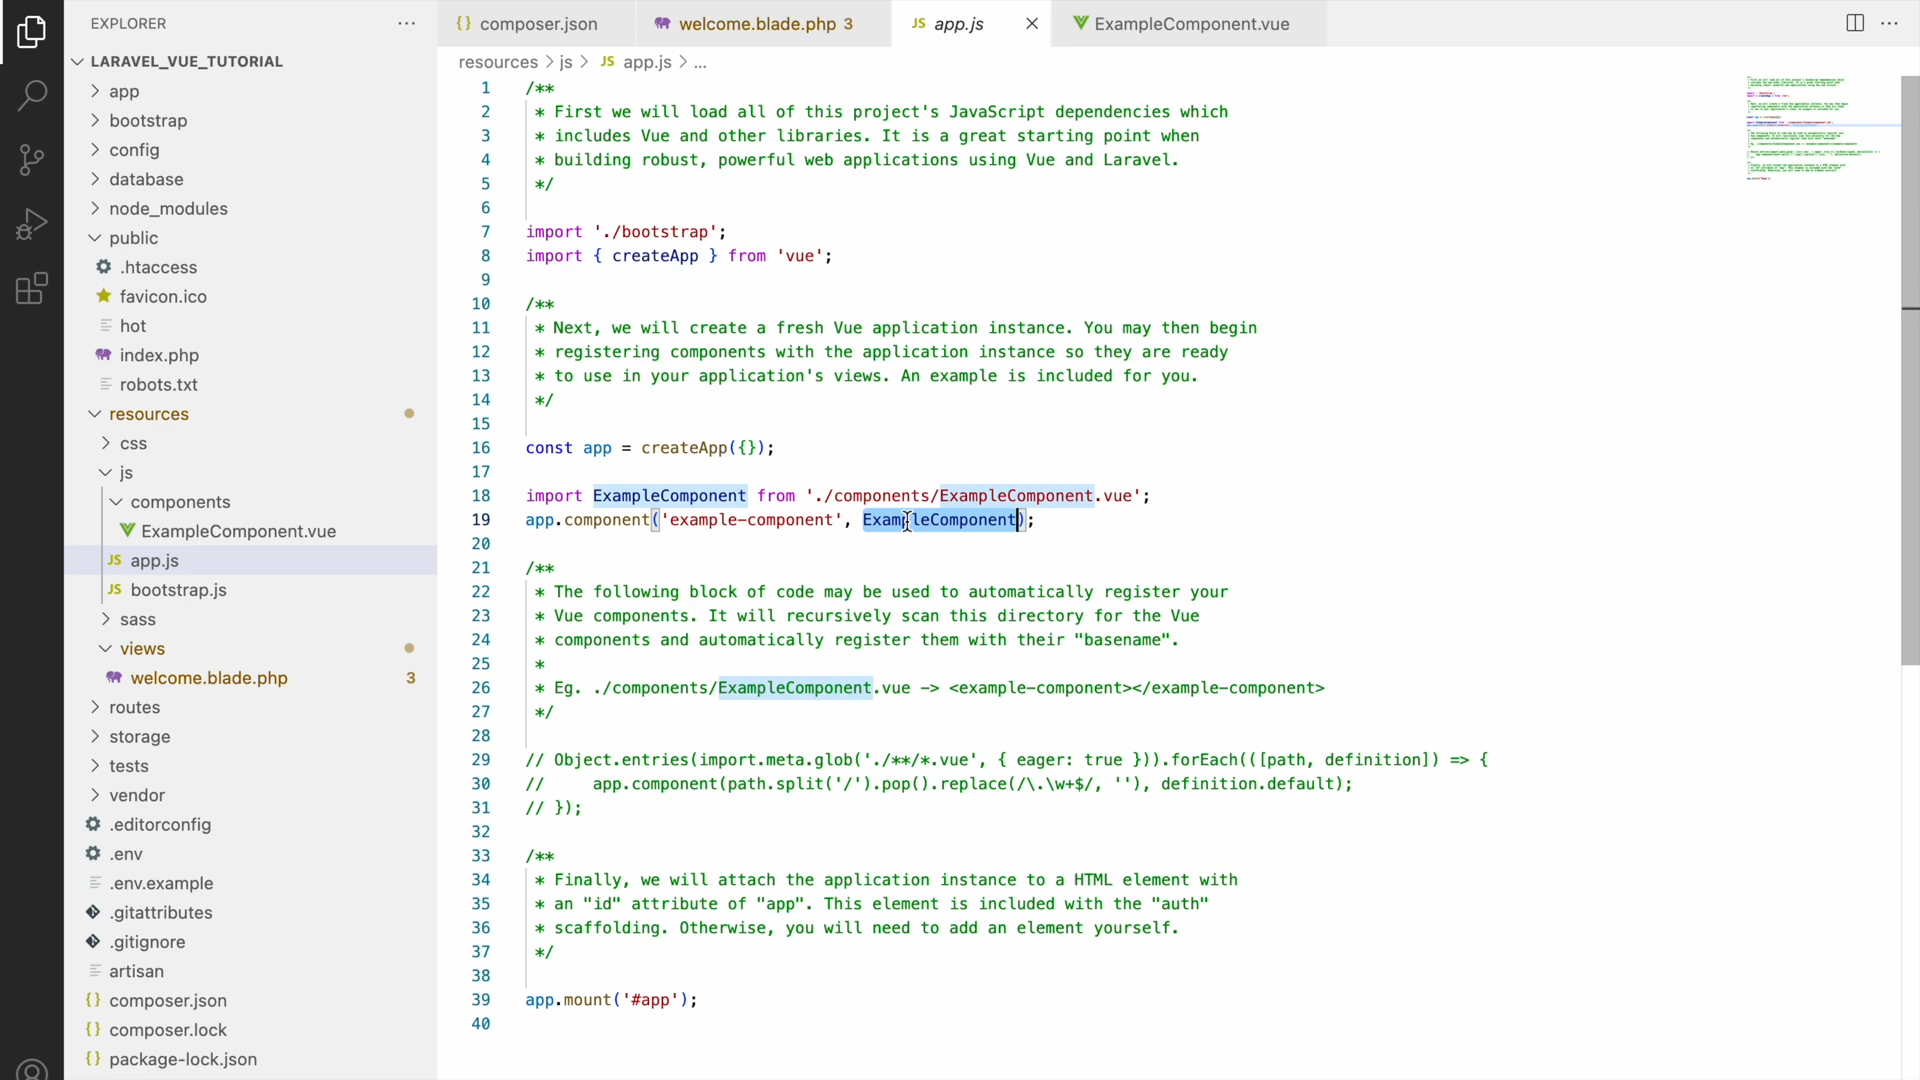 EXPLORER
LARAVEL_VUE_TUTORIAL
app
bootstrap
config
database
node_modules
public
.htaccess
favicon.ico
hot
index.php
robots.txt
resources
css
js
components
ExampleComponent.vue
JS app.js
JS bootstrap.js
sass
views
welcome.blade.php 3
routes
storage
tests
vendor
.editorconfig
.env
.env.example
.gitattributes
.gitignore
artisan
{} composer.json
{} composer.lock
{} package-lock.json
{} composer.json
welcome.blade.php 3
JS app.js
ExampleComponent.vue
resources > js > JS app.js > ...
1 /**
2  * First we will load all of this project's JavaScript dependencies which
3  * includes Vue and other libraries. It is a great starting point when
4  * building robust, powerful web applications using Vue and Laravel.
5  */
6
7 import './bootstrap';
8 import { createApp } from 'vue';
9
10 /**
11  * Next, we will create a fresh Vue application instance. You may then begin
12  * registering components with the application instance so they are ready
13  * to use in your application's views. An example is included for you.
14  */
15
16 const app = createApp({});
17
18 import ExampleComponent from './components/ExampleComponent.vue';
19 app.component('example-component', ExampleComponent);
20
21 /**
22  * The following block of code may be used to automatically register your
23  * Vue components. It will recursively scan this directory for the Vue
24  * components and automatically register them with their "basename".
25  *
26  * Eg. ./components/ExampleComponent.vue -> <example-component></example-component>
27  */
28
29 // Object.entries(import.meta.glob('./**/*.vue', { eager: true })).forEach(([path, definition]) => {
30 //     app.component(path.split('/').pop().replace(/\.\w+$/, ''), definition.default);
31 // });
32
33 /**
34  * Finally, we will attach the application instance to a HTML element with
35  * an "id" attribute of "app". This element is included with the "auth"
36  * scaffolding. Otherwise, you will need to add an element yourself.
37  */
38
39 app.mount('#app');
40